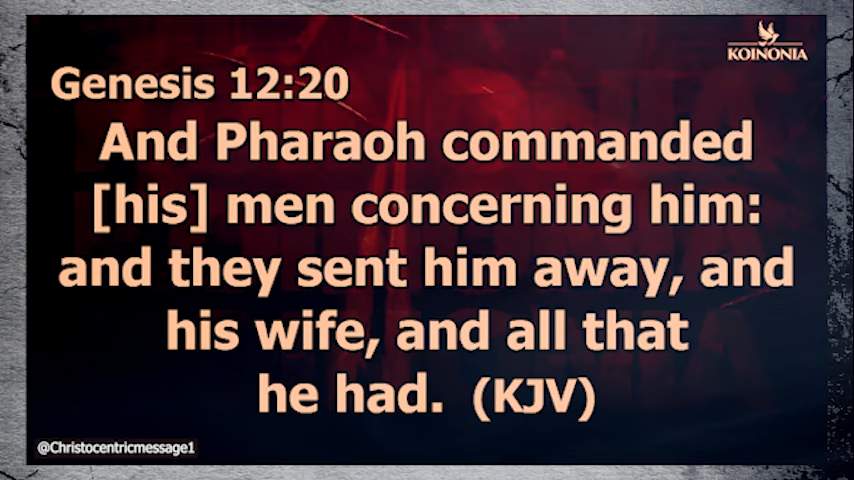 KOINONIA
Genesis 12:20
And Pharaoh commanded
[his] men concerning him:
and they sent him away, and
his wife, and all that
he had. (KJV)
@Christocentricmessage1